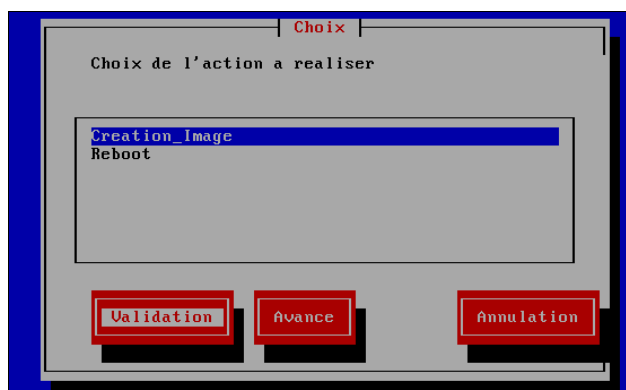 Choix
Choix de l'action a realiser
Creation_Image
Reboot
Validation Avance Annulation